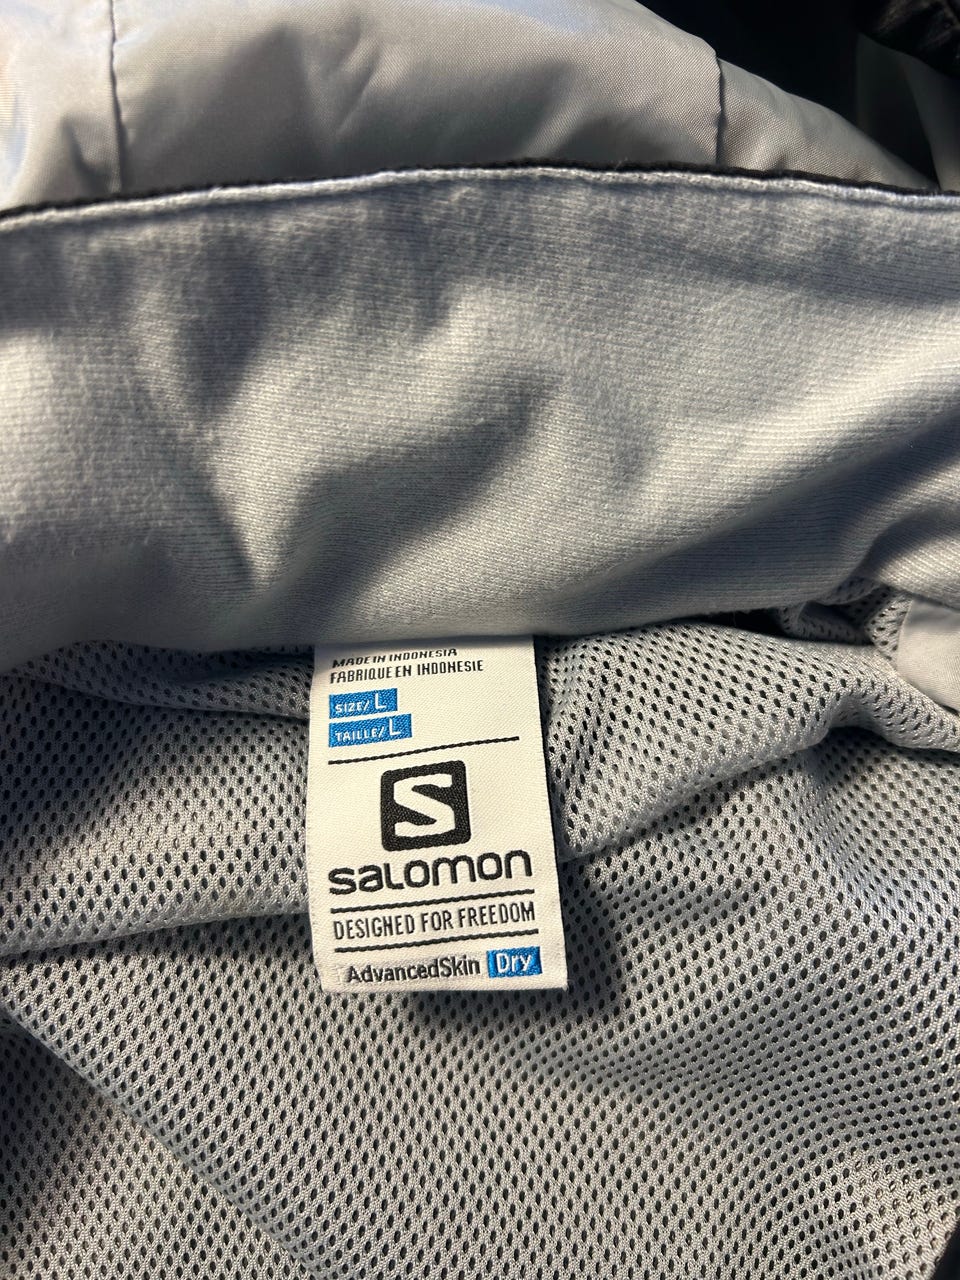 MADE IN INDONESIA
FABRIQUE EN INDONESIE
SIZE/ L
TAILLE/ L
S
SALOMON
DESIGNED FOR FREEDOM
AdvancedSkin Dry